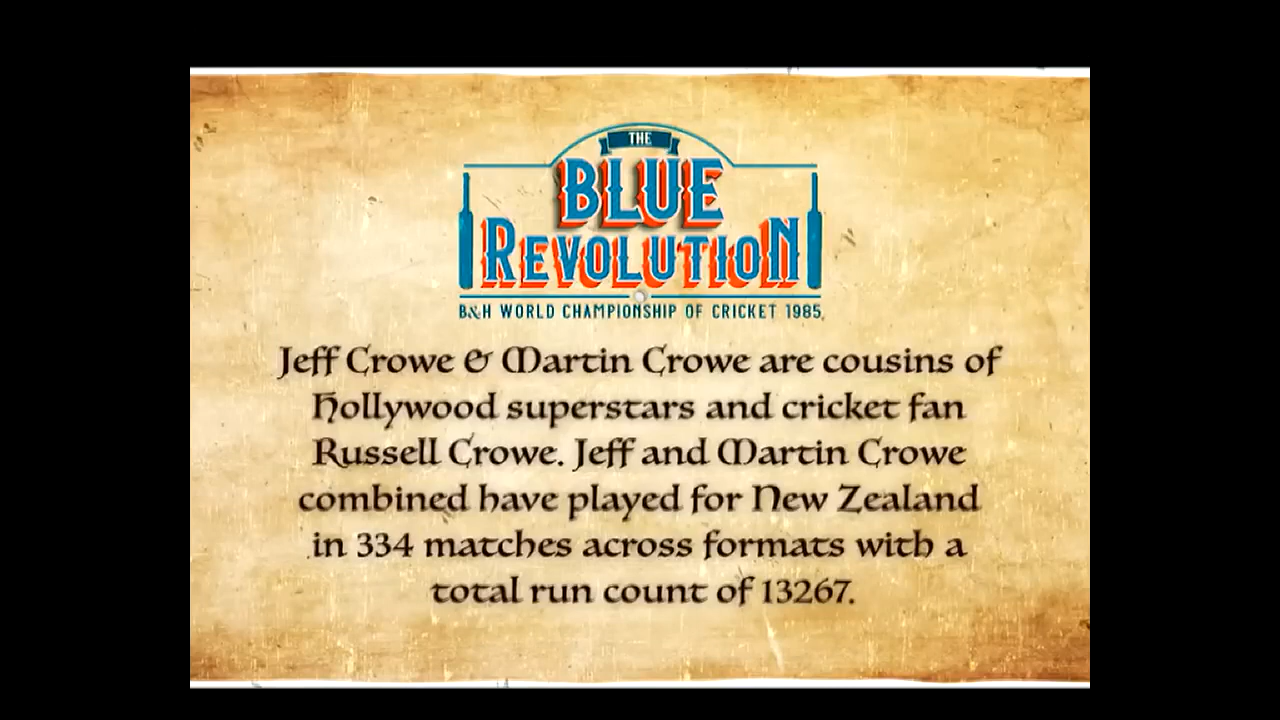 THE
BLUE
REVOLUTION
B&H WORLD CHAMPIONSHIP OF CRICKET 1985
Jeff Crowe & Martin Crowe are cousins of
Hollywood superstars and cricket fan
Russell Crowe. Jeff and Martin Crowe
combined have played for New Zealand
in 334 matches across formats with a
total run count of 13267.